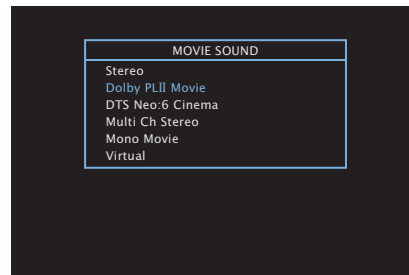 MOVIE SOUND
Stereo
Dolby PLII Movie
DTS Neo:6 Cinema
Multi Ch Stereo
Mono Movie
Virtual